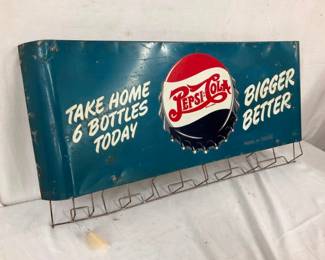 TAKE HOME
6 BOTTLES
TODAY
PEPSI-COLA
BIGGER
BETTER